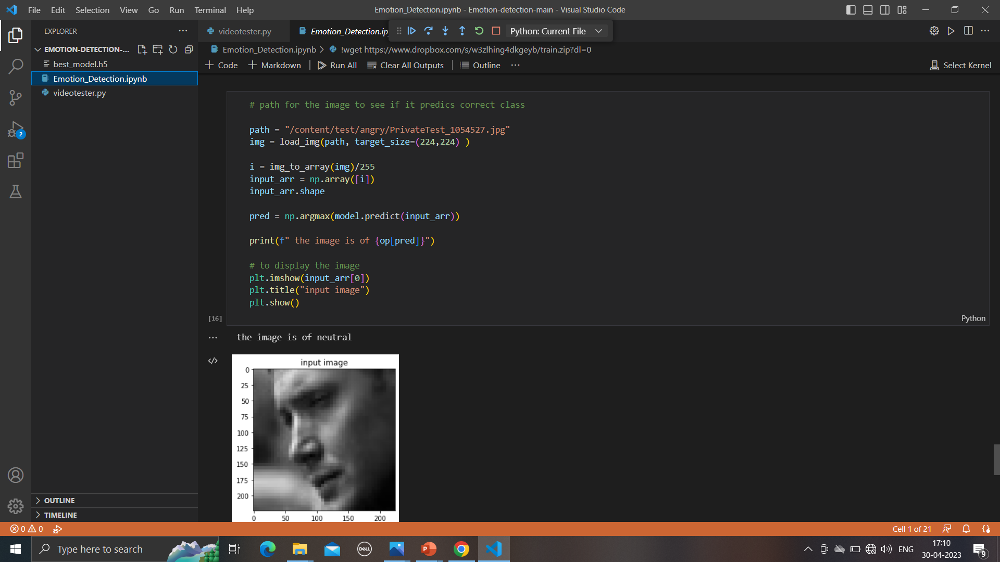 File Edit Selection View Go Run Terminal Help
Emotion_Detection.ipynb - Emotion-detection-main - Visual Studio Code
EXPLORER
videotester.py
Emotion_Detection.ip
Python: Current File
EMOTION-DETECTION-...
best_model.h5
Emotion_Detection.ipynb
videotester.py
Emotion_Detection.ipynb > !wget https://www.dropbox.com/s/w3zlhing4dkgeyb/train.zip?dl=0
+ Code + Markdown Run All Clear All Outputs Outline ...
Select Kernel
2
# path for the image to see if it predics correct class
path = "/content/test/angry/PrivateTest_1054527.jpg"
img = load_img(path, target_size=(224,224) )
i = img_to_array(img)/255
input_arr = np.array([i])
input_arr.shape
pred = np.argmax(model.predict(input_arr))
print(f" the image is of {op[pred]}")
# to display the image
plt.imshow(input_arr[0])
plt.title("input image")
plt.show()
[16]
Python
the image is of neutral
input image
0
25
50
75
100
125
150
175
200
0 50 100 150 200
OUTLINE
TIMELINE
0 0
Cell 1 of 21
Type here to search
DELL
P
ENG
17:10
30-04-2023
9